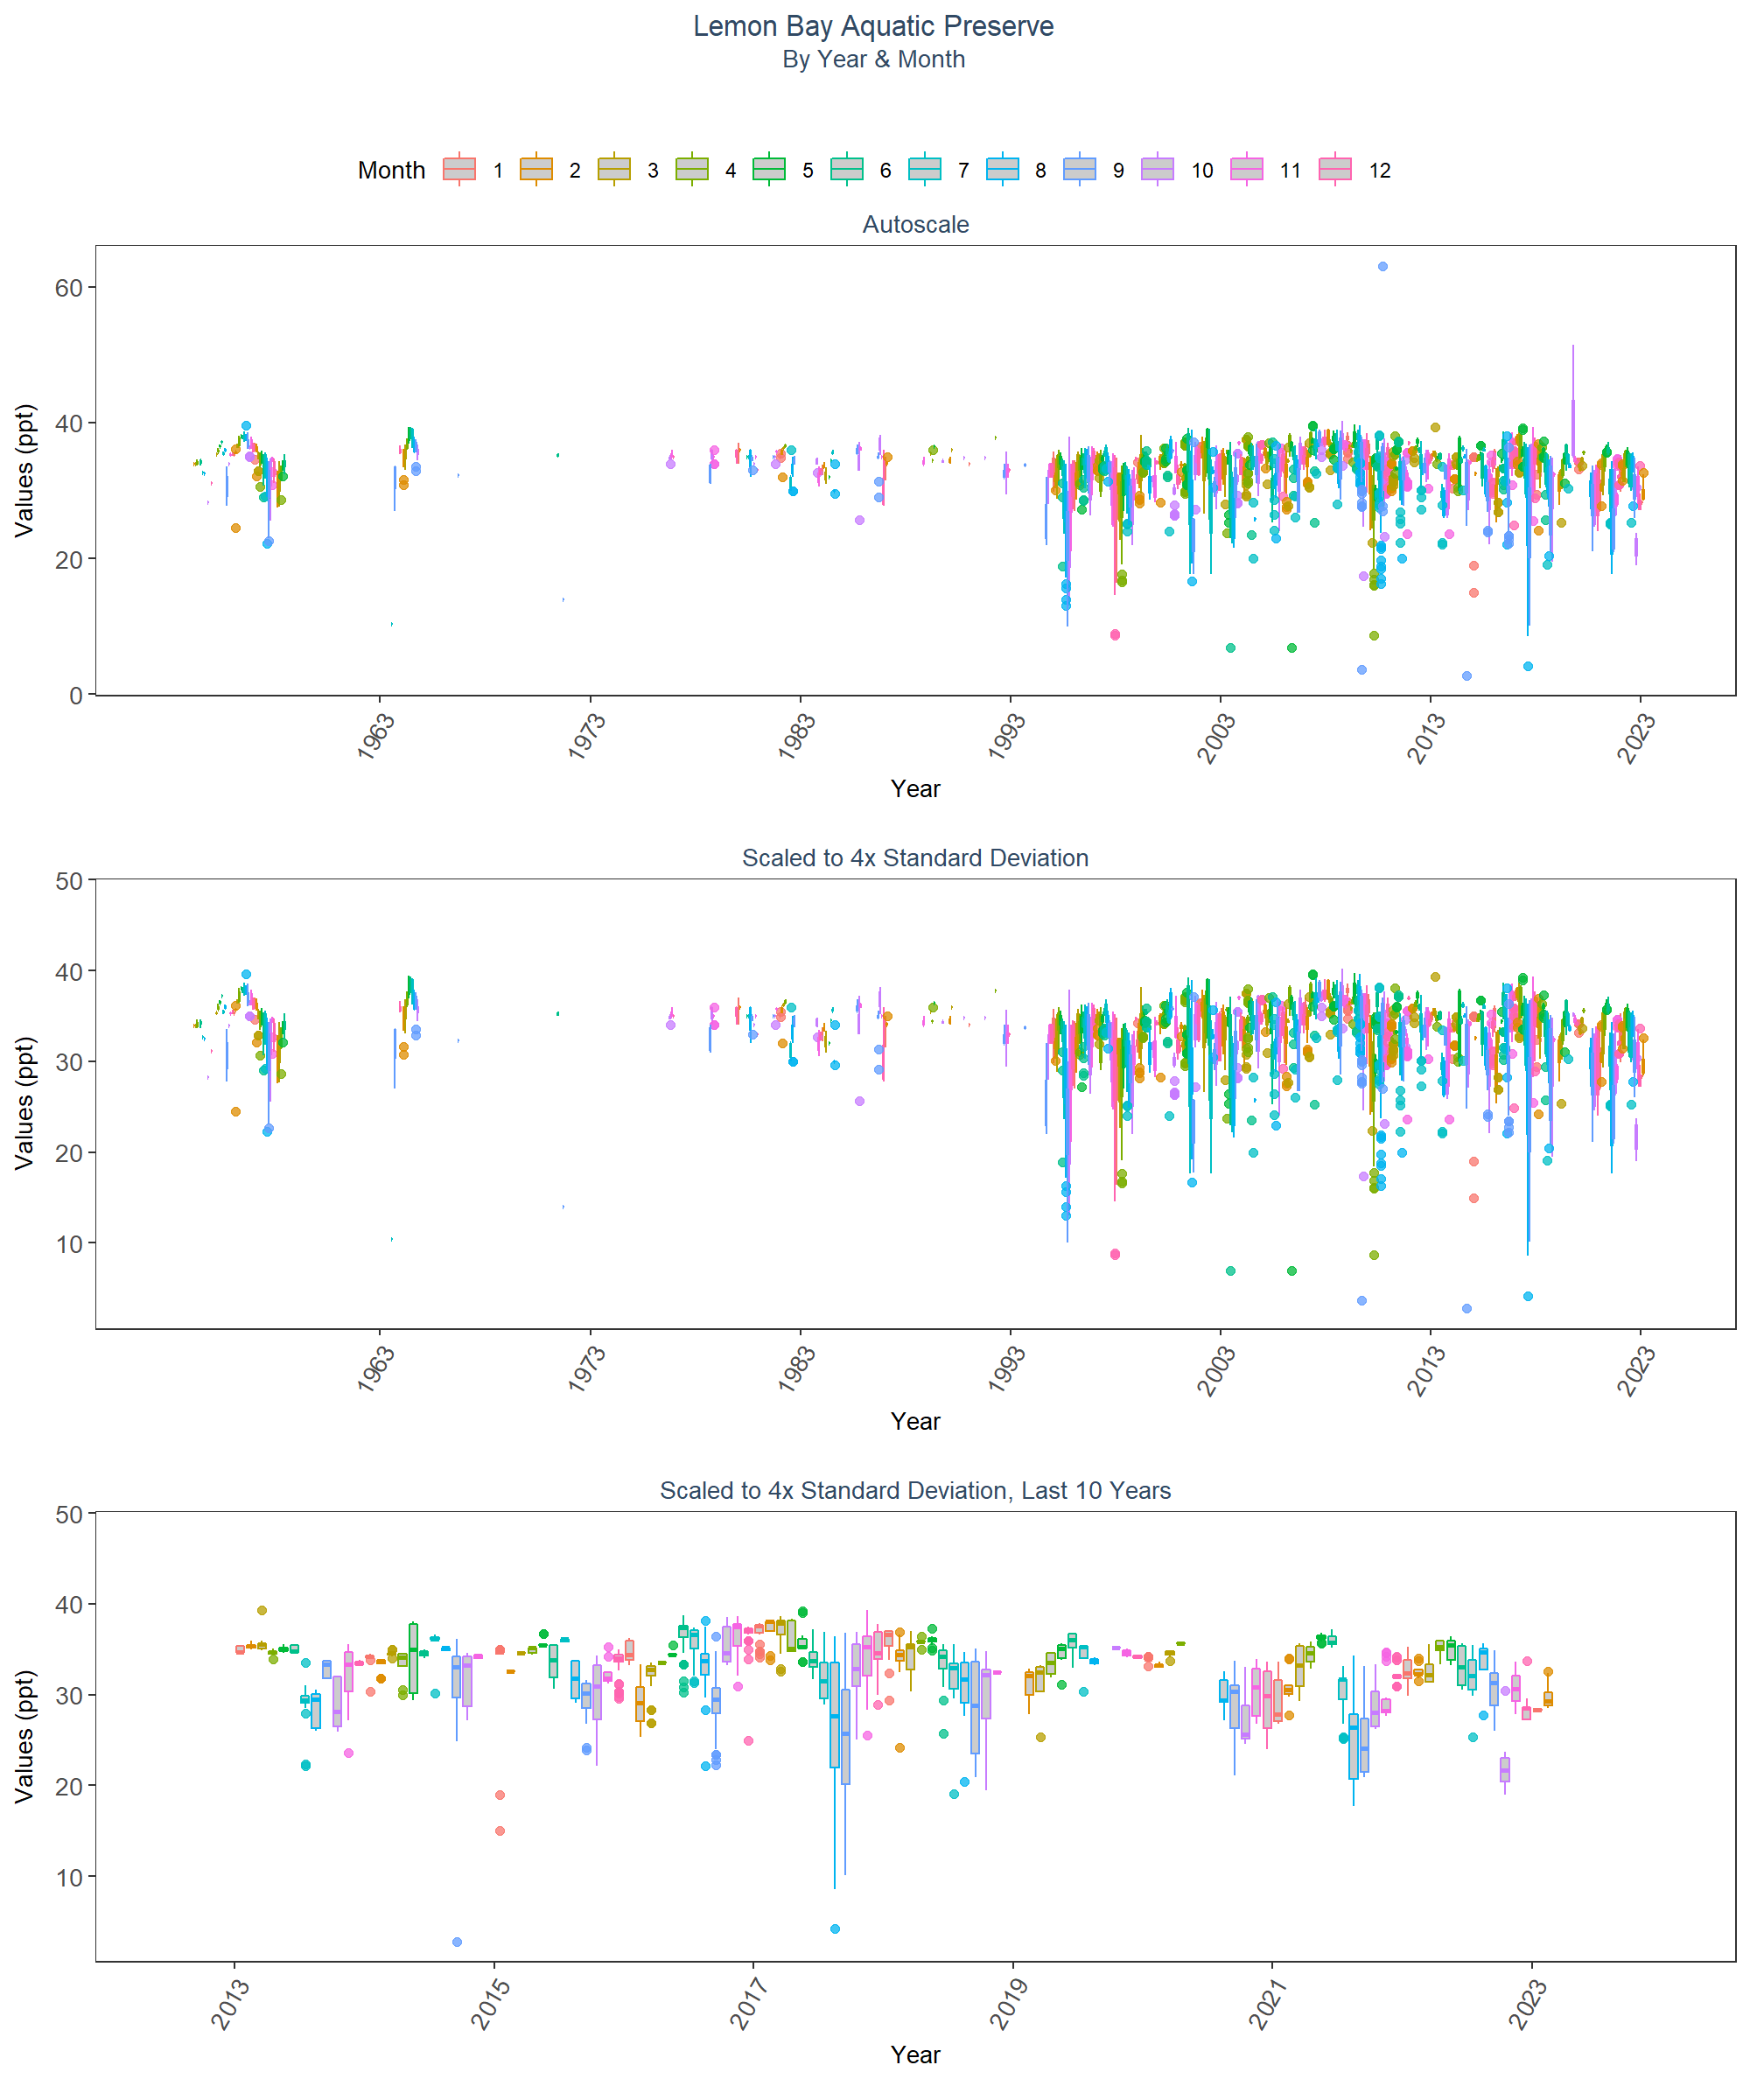 Lemon Bay Aquatic Preserve
By Year & Month
Month 1 2 3 4 5 6 7 8 9 10 11 12
Autoscale
Values (ppt)
60
40
20
0
1963 1973 1983 1993 2003 2013 2023
Year
Scaled to 4x Standard Deviation
Values (ppt)
50
40
30
20
10
1963 1973 1983 1993 2003 2013 2023
Year
Scaled to 4x Standard Deviation, Last 10 Years
Values (ppt)
50
40
30
20
10
2013 2015 2017 2019 2021 2023
Year